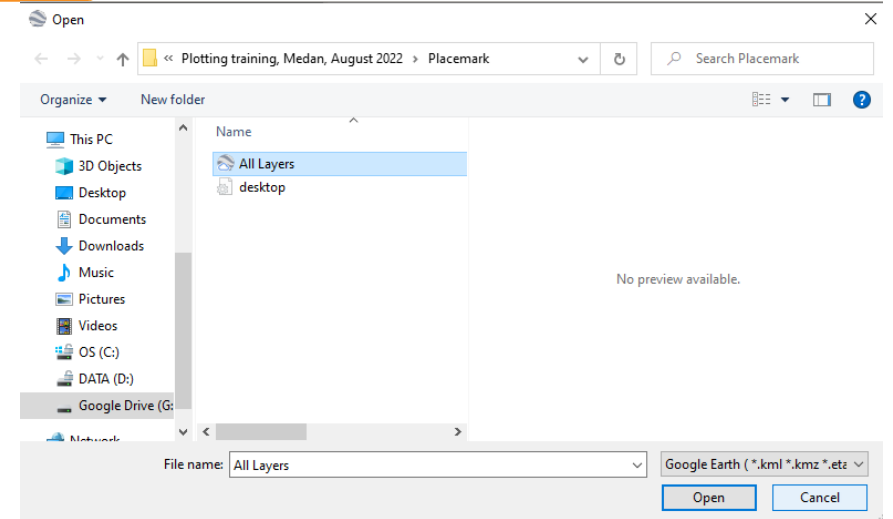 Open
« Plotting training, Medan, August 2022 › Placemark
Search Placemark
Organize
New folder
This PC
3D Objects
Desktop
Documents
Downloads
Music
Pictures
Videos
OS (C:)
DATA (D:)
Google Drive (G:
Network
Name
All Layers
desktop
No preview available.
File name: All Layers
Google Earth ( *.kml *.kmz *.eta
Open Cancel